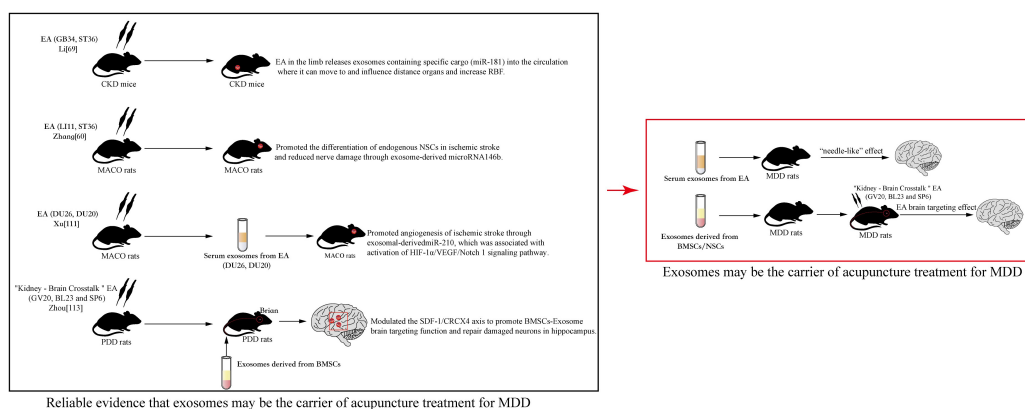 EA (GB34, ST36)
Li[69]
CKD mice
CKD mice
EA in the limb releases exosomes containing specific cargo (miR-181) into the circulation
where it can move to and influence distance organs and increase RBF.
EA (LI11, ST36)
Zhang[60]
MACO rats
MACO rats
Promoted the differentiation of endogenous NSCs in ischemic stroke
and reduced nerve damage through exosome-derived microRNA146b.
EA (DU26, DU20)
Xu[111]
MACO rats
Serum exosomes from EA
(DU26, DU20)
MACO rats
Promoted angiogenesis of ischemic stroke through
exosomal-derivedmiR-210, which was associated with
activation of HIF-1α/VEGF/Notch 1 signaling pathway.
"Kidney - Brain Crosstalk " EA
(GV20, BL23 and SP6)
Zhou[113]
PDD rats
Brian
PDD rats
Exosomes derived from BMSCs
Modulated the SDF-1/CRCX4 axis to promote BMSCs-Exosome
brain targeting function and repair damaged neurons in hippocampus.
Reliable evidence that exosomes may be the carrier of acupuncture treatment for MDD
Serum exosomes from EA
MDD rats
“needle-like” effect
Exosomes derived from
BMSCs/NSCs
MDD rats
"Kidney - Brain Crosstalk " EA
(GV20, BL23 and SP6)
MDD rats
EA brain targeting effect
Exosomes may be the carrier of acupuncture treatment for MDD